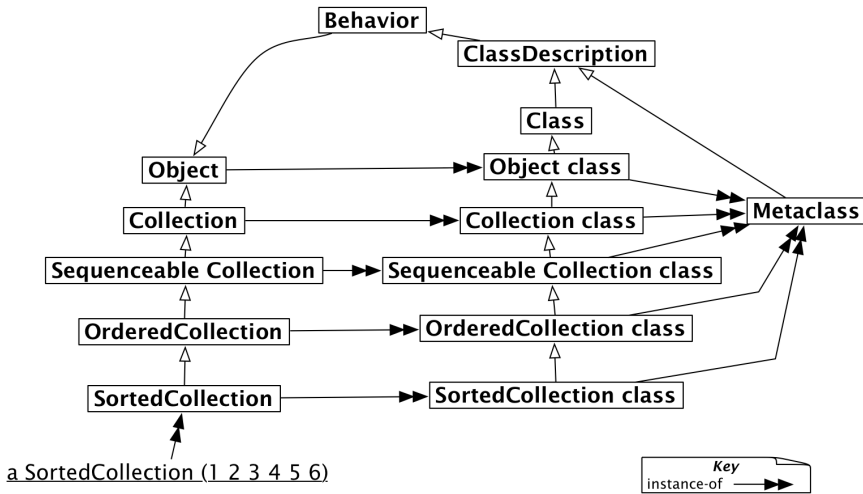 Behavior
ClassDescription
Class
Object
Object class
Metaclass
Collection
Collection class
Sequenceable Collection
Sequenceable Collection class
OrderedCollection
OrderedCollection class
SortedCollection
SortedCollection class
a SortedCollection (1 2 3 4 5 6)
Key
instance-of